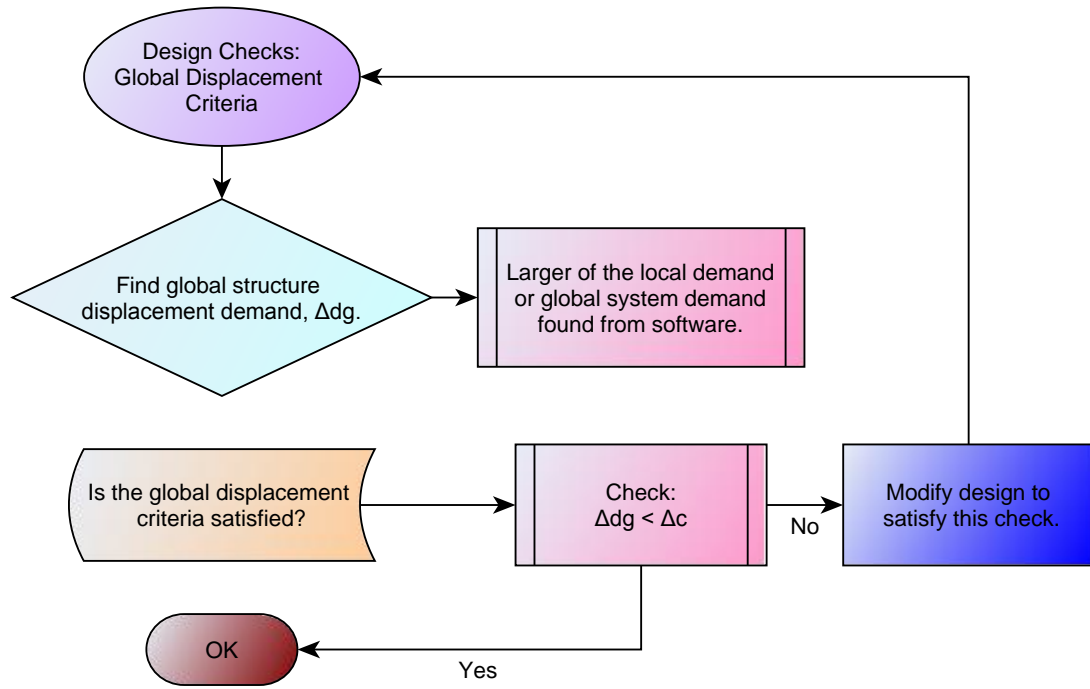 Design Checks:
Global Displacement
Criteria
Find global structure
displacement demand, Δdg.
Larger of the local demand
or global system demand
found from software.
Is the global displacement
criteria satisfied?
Check:
Δdg < Δc
No
Modify design to
satisfy this check.
OK
Yes